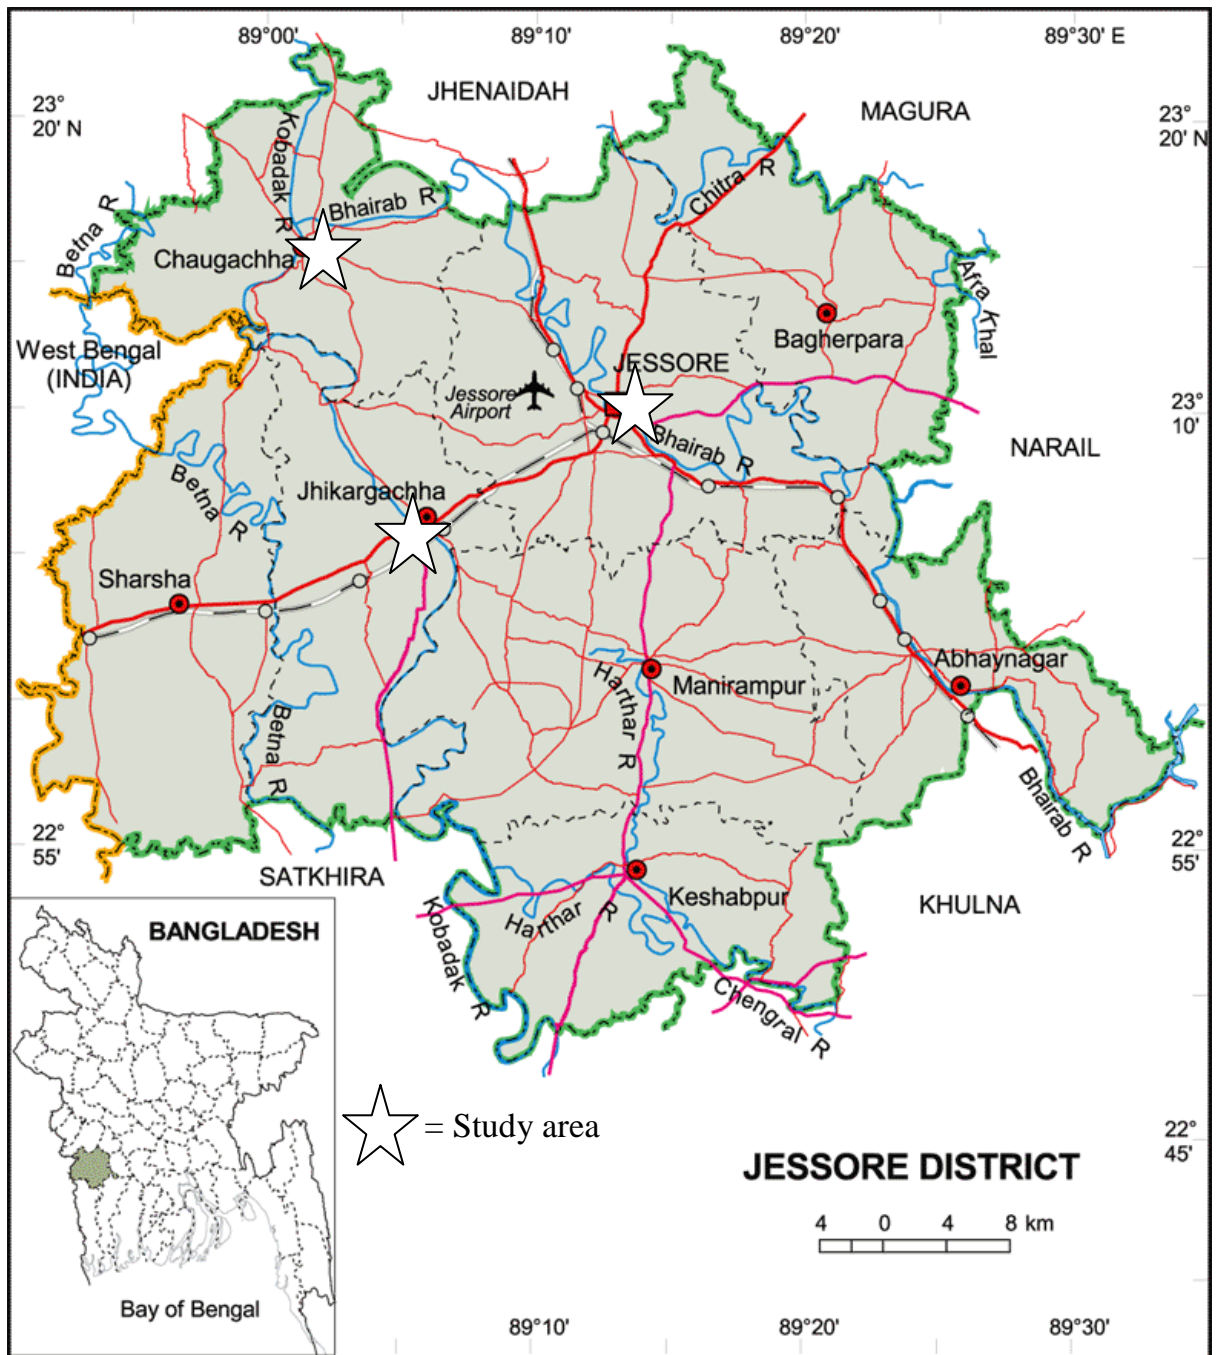 89°00'
89°10'
89°20'
89°30' E
JHENAIDAH
MAGURA
23°
20' N
23°
20' N
Kobadak R
Bhairab R
Chitra R
Betna R
Chaugachha
Afra Khal
Bagherpara
West Bengal
(INDIA)
JESSORE
Jessore
Airport
23°
10'
Bhairab R
NARAIL
Betna R
Jhikargachha
Sharsha
Abhaynagar
Harthar R
Manirampur
Betna R
Bhairab R
22°
55'
22°
55'
SATKHIRA
Keshabpur
KHULNA
Kobadak R
Harthar R
BANGLADESH
Chengral R
= Study area
22°
45'
JESSORE DISTRICT
4 0 4 8 km
Bay of Bengal
89°10'
89°20'
89°30'